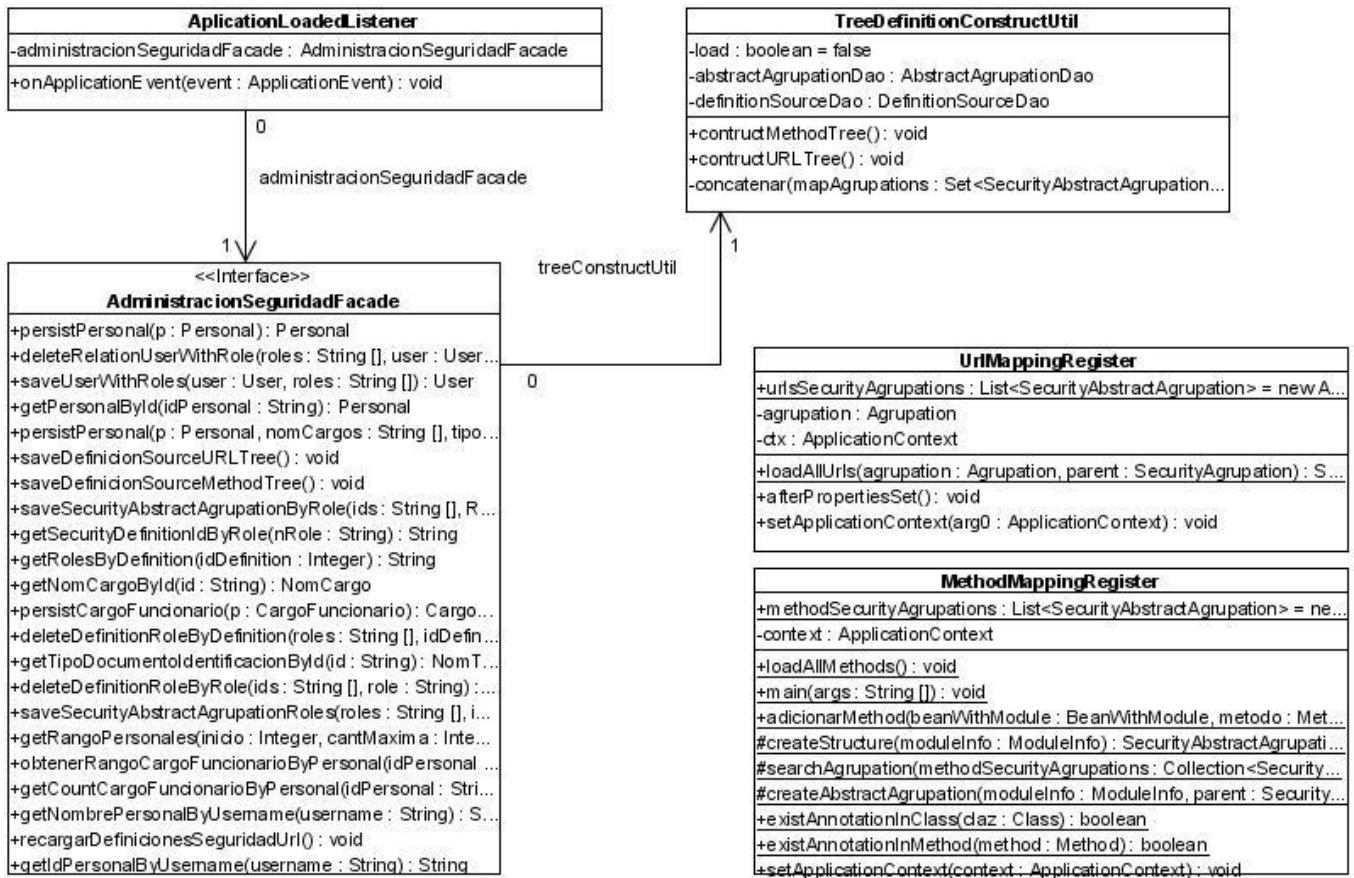 AplicationLoadedListener
-administracionSeguridadFacade : AdministracionSeguridadFacade
+onApplicationEvent(event : ApplicationEvent) : void
0
administracionSeguridadFacade
1
<<Interface>>
AdministracionSeguridadFacade
+persistPersonal(p : Personal) : Personal
+deleteRelationUserWithRole(roles : String [], user : User...
+saveUserWithRoles(user : User, roles : String []) : User
+getPersonalById(idPersonal : String) : Personal
+persistPersonal(p : Personal, nomCargos : String [], tipo...
+saveDefinicionSourceURLTree() : void
+saveDefinicionSourceMethodTree() : void
+saveSecurityAbstractAgrupationByRole(ids : String [], R...
+getSecurityDefinitionIdByRole(nRole : String) : String
+getRolesByDefinition(idDefinition : Integer) : String
+getNomCargoById(id : String) : NomCargo
+persistCargoFuncionario(p : CargoFuncionario) : Cargo...
+deleteDefinitionRoleByDefinition(roles : String [], idDefin...
+getTipoDocumentoIdentificacionById(id : String) : NomT...
+deleteDefinitionRoleByRole(ids : String [], role : String) : ...
+saveSecurityAbstractAgrupationRoles(roles : String [], i...
+getRangoPersonales(inicio : Integer, cantMaxima : Inte...
+obtenerRangoCargoFuncionarioByPersonal(idPersonal ...
+getCountCargoFuncionarioByPersonal(idPersonal : Stri...
+getNombrePersonalByUsername(username : String) : S...
+recargarDefinicionesSeguridadUrl() : void
+getIdPersonalByUsername(username : String) : String
0
treeConstructUtil
1
TreeDefinitionConstructUtil
-load : boolean = false
-abstractAgrupationDao : AbstractAgrupationDao
-definitionSourceDao : DefinitionSourceDao
+contructMethodTree() : void
+contructURLTree() : void
-concatenar(mapAgrupations : Set<SecurityAbstractAgrupation...
UrlMappingRegister
+urlsSecurityAgrupations : List<SecurityAbstractAgrupation> = new A...
-agrupation : Agrupation
-ctx : ApplicationContext
+loadAllUrls(agrupation : Agrupation, parent : SecurityAgrupation) : S...
+afterPropertiesSet() : void
+setApplicationContext(arg0 : ApplicationContext) : void
MethodMappingRegister
+methodSecurityAgrupations : List<SecurityAbstractAgrupation> = ne...
-context : ApplicationContext
+loadAllMethods() : void
+main(args : String []) : void
+adicionarMethod(beanWithModule : BeanWithModule, metodo : Met...
#createStructure(moduleInfo : ModuleInfo) : SecurityAbstractAgrupati...
#searchAgrupation(methodSecurityAgrupations : Collection<Security...
#createAbstractAgrupation(moduleInfo : ModuleInfo, parent : Security...
+existAnnotationInClass(claz : Class) : boolean
+existAnnotationInMethod(method : Method) : boolean
+setApplicationContext(context : ApplicationContext) : void